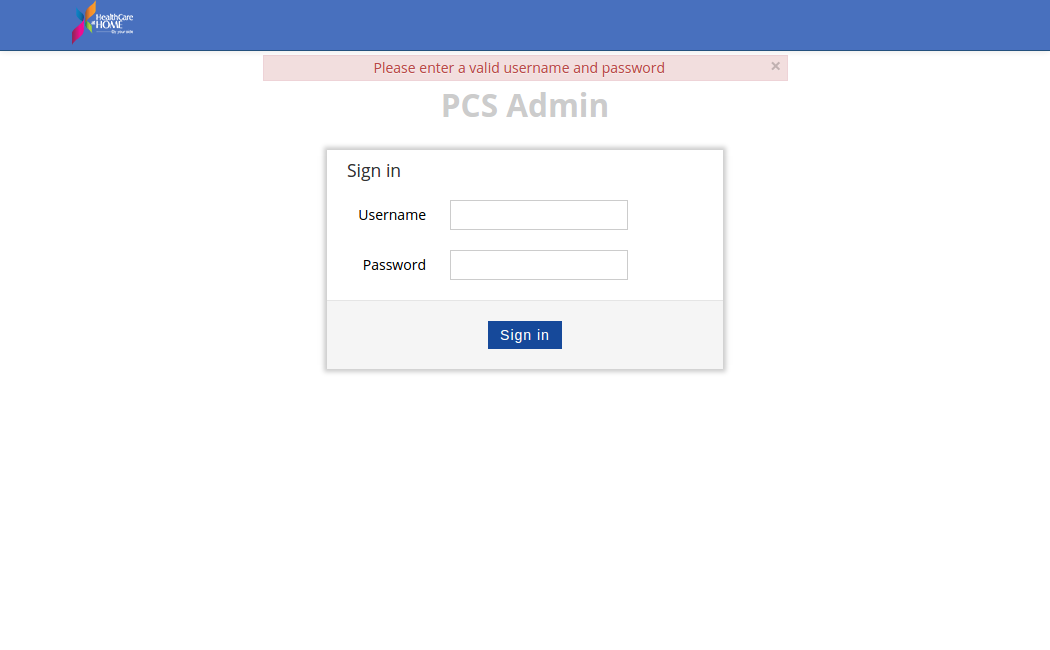 HealthCare
at HOME
By your side
Please enter a valid username and password
×
PCS Admin
Sign in
Username
Password
Sign in